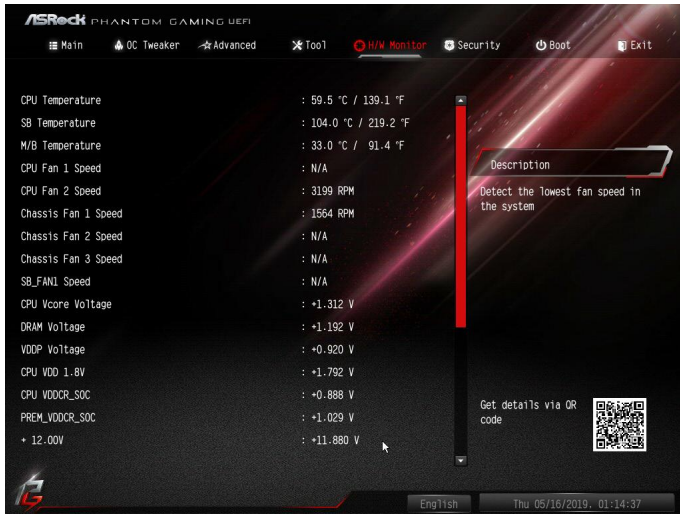 ASRock PHANTOM GAMING UEFI
Main OC Tweaker Advanced Tool H/W Monitor Security Boot Exit
CPU Temperature : 59.5 °C / 139.1 °F
SB Temperature : 104.0 °C / 219.2 °F
M/B Temperature : 33.0 °C / 91.4 °F
CPU Fan 1 Speed : N/A
CPU Fan 2 Speed : 3199 RPM
Chassis Fan 1 Speed : 1564 RPM
Chassis Fan 2 Speed : N/A
Chassis Fan 3 Speed : N/A
SB_FAN1 Speed : N/A
CPU Vcore Voltage : +1.312 V
DRAM Voltage : +1.192 V
VDDP Voltage : +0.920 V
CPU VDD 1.8V : +1.792 V
CPU VDDCR_SOC : +0.888 V
PREM_VDDCR_SOC : +1.029 V
+ 12.00V : +11.880 V
Description
Detect the lowest fan speed in
the system
Get details via QR
code
English
Thu 05/16/2019, 01:14:37